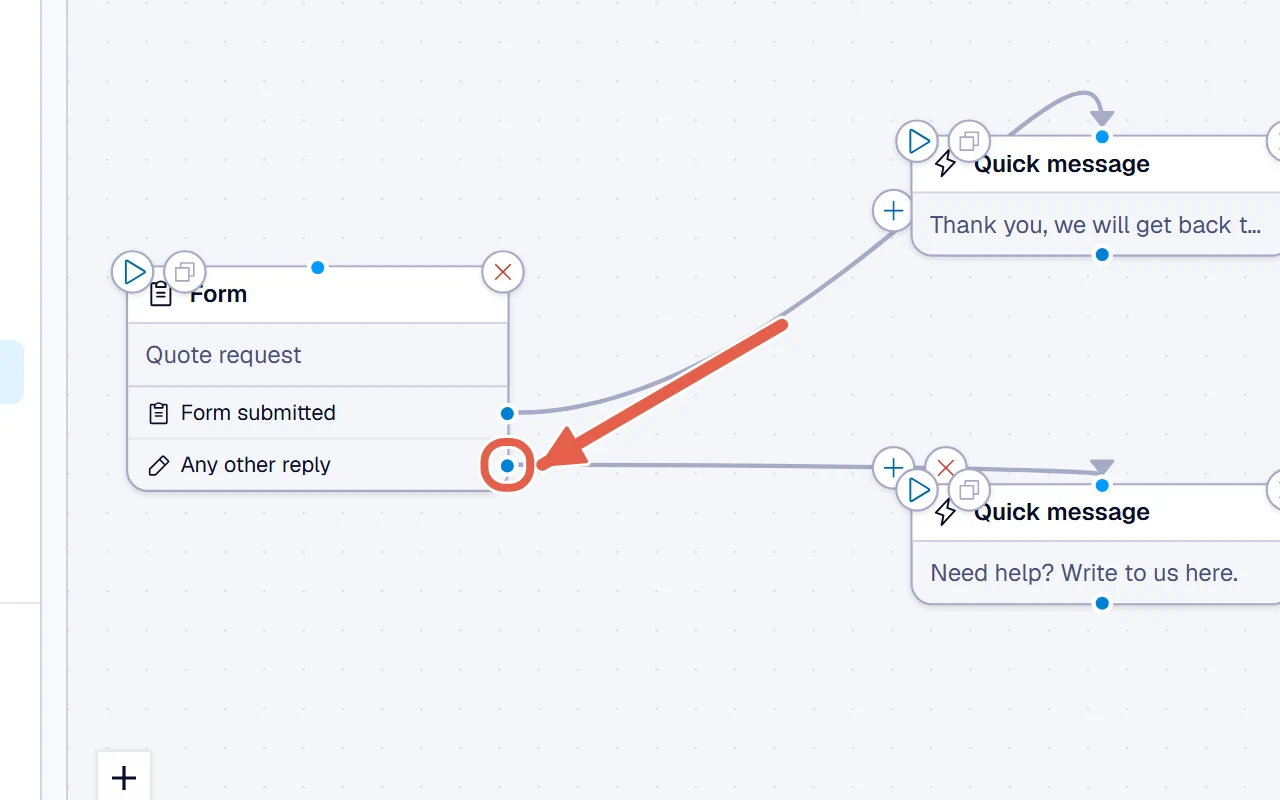 Quick message
Thank you, we will get back t...
Form
Quote request
Form submitted
Any other reply
Quick message
Need help? Write to us here.